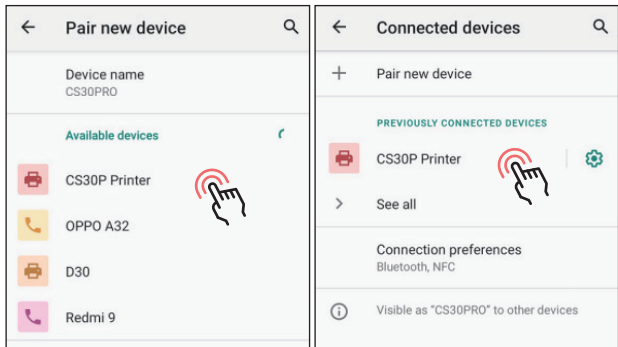 Pair new device
Device name
CS30PRO
Available devices
CS30P Printer
OPPO A32
D30
Redmi 9
Connected devices
Pair new device
PREVIOUSLY CONNECTED DEVICES
CS30P Printer
See all
Connection preferences
Bluetooth, NFC
Visible as "CS30PRO" to other devices